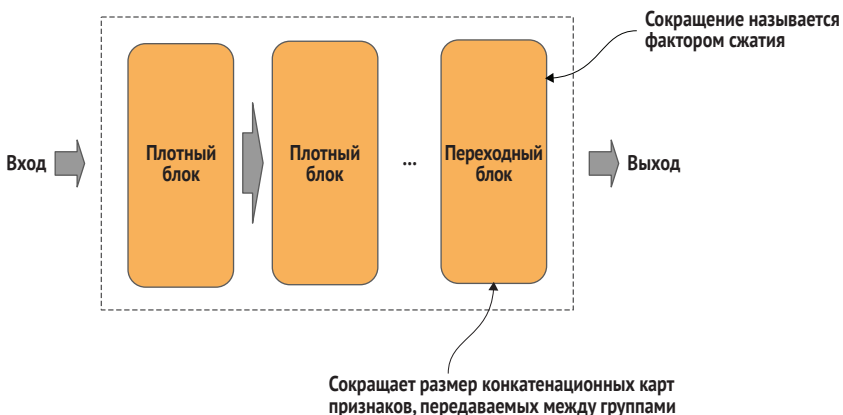 Сокращение называется
фактором сжатия
Вход
Плотный
блок
Плотный
блок
...
Переходный
блок
Выход
Сокращает размер конкатенационных карт
признаков, передаваемых между группами